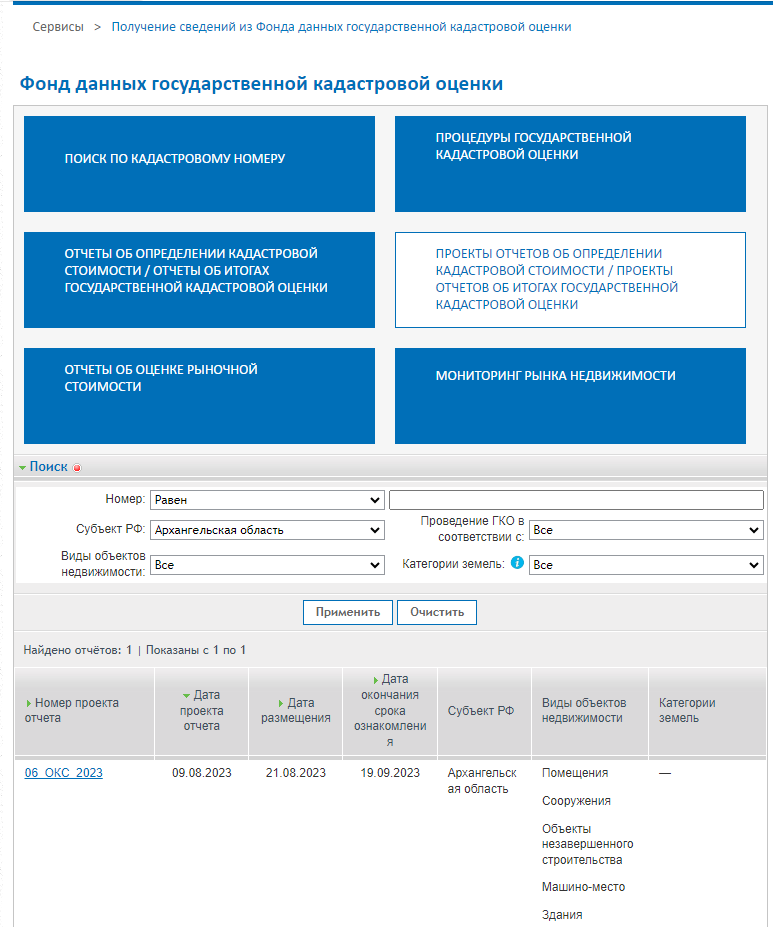 Сервисы > Получение сведений из Фонда данных государственной кадастровой оценки
Фонд данных государственной кадастровой оценки
ПОИСК ПО КАДАСТРОВОМУ НОМЕРУ
ПРОЦЕДУРЫ ГОСУДАРСТВЕННОЙ
КАДАСТРОВОЙ ОЦЕНКИ
ОТЧЕТЫ ОБ ОПРЕДЕЛЕНИИ КАДАСТРОВОЙ
СТОИМОСТИ / ОТЧЕТЫ ОБ ИТОГАХ
ГОСУДАРСТВЕННОЙ КАДАСТРОВОЙ ОЦЕНКИ
ПРОЕКТЫ ОТЧЕТОВ ОБ ОПРЕДЕЛЕНИИ
КАДАСТРОВОЙ СТОИМОСТИ / ПРОЕКТЫ
ОТЧЕТОВ ОБ ИТОГАХ ГОСУДАРСТВЕННОЙ
КАДАСТРОВОЙ ОЦЕНКИ
ОТЧЕТЫ ОБ ОЦЕНКЕ РЫНОЧНОЙ
СТОИМОСТИ
МОНИТОРИНГ РЫНКА НЕДВИЖИМОСТИ
Поиск
Номер: Равен
Субъект РФ: Архангельская область
Проведение ГКО в
соответствии с: Все
Виды объектов
недвижимости: Все
Категории земель: i Все
Применить Очистить
Найдено отчётов: 1 | Показаны с 1 по 1
Номер проекта
отчета
Дата
проекта
отчета
Дата
размещения
Дата
окончания
срока
ознакомлени
я
Субъект РФ
Виды объектов
недвижимости
Категории
земель
06_ОКС_2023
09.08.2023
21.08.2023
19.09.2023
Архангельск
ая область
Помещения
Сооружения
Объекты
незавершенного
строительства
Машино-место
Здания
—